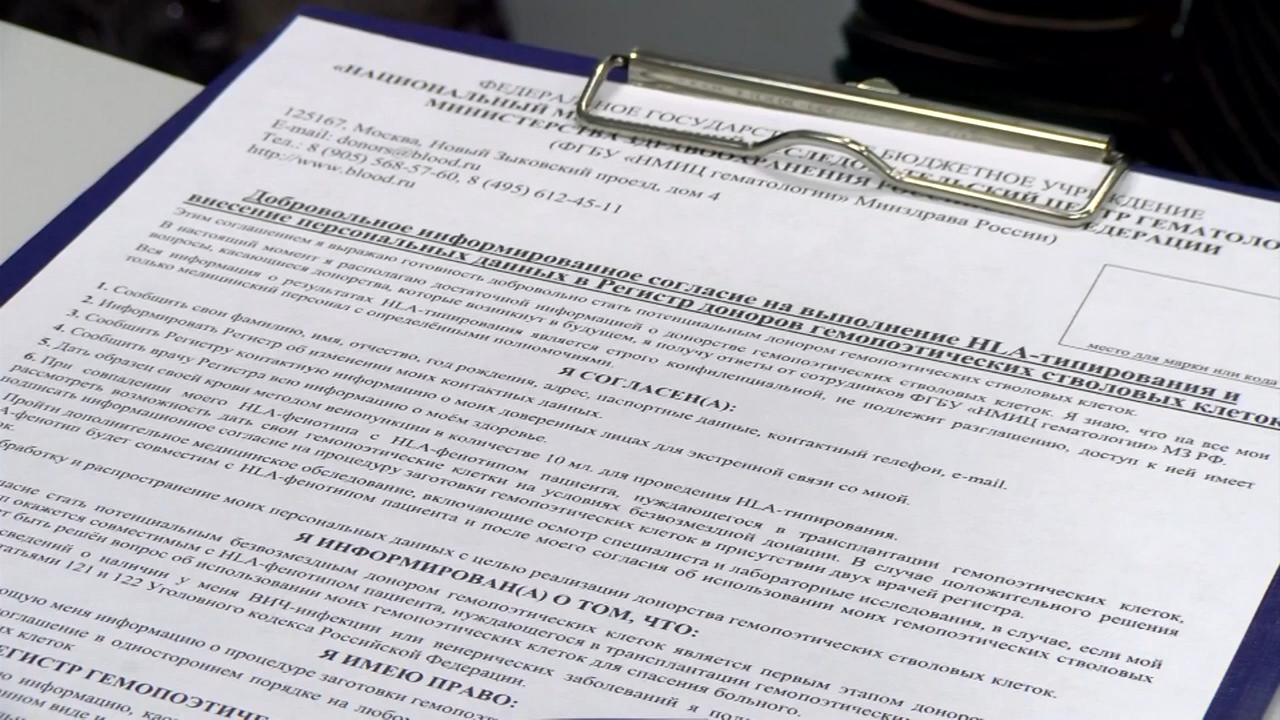 ФЕДЕРАЛЬНОЕ ГОСУДАРСТВЕННОЕ БЮДЖЕТНОЕ УЧРЕЖДЕНИЕ
«НАЦИОНАЛЬНЫЙ ИССЛЕДОВАТЕЛЬСКИЙ ЦЕНТР
МИНИСТЕРСТВА ЗДРАВООХРАНЕНИЯ
(ФГБУ «НМИЦ гематологии» Минздрава России)
125167, Москва, Новый Зыковский проезд, дом 4
E-mail: donors@blood.ru
Тел.: 8 (905) 568-57-60, 8 (495) 612-45-11
http://www.blood.ru
место для марки или кода
Добровольное информированное согласие на выполнение HLA-типирования и
внесение персональных данных в Регистр доноров гемопоэтических стволовых клеток
Этим соглашением я выражаю готовность добровольно стать потенциальным донором гемопоэтических стволовых клеток.
В настоящий момент я располагаю достаточной информацией о донорстве гемопоэтических стволовых клеток. Я знаю, что на все мои
вопросы, касающиеся донорства, которые возникнут в будущем, я получу ответы от сотрудников ФГБУ «НМИЦ гематологии» МЗ РФ.
Вся информация о результатах HLA-типирования является строго конфиденциальной, не подлежит разглашению, доступ к ней имеет
только медицинский персонал с определёнными полномочиями.
Я СОГЛАСЕН(А):
1. Сообщить свои фамилию, имя, отчество, год рождения, адрес, паспортные данные, контактный телефон, e-mail.
2. Информировать Регистр об изменении моих контактных данных.
3. Сообщить Регистру контактную информацию о моих доверенных лицах для экстренной связи со мной.
4. Сообщить врачу Регистра всю информацию о моём здоровье.
5. Дать образец своей крови методом венопункции в количестве 10 мл. для проведения HLA-типирования.
6. При совпадении моего HLA-фенотипа с HLA-фенотипом пациента, нуждающегося в трансплантации гемопоэтических клеток,
рассмотреть возможность дать свои гемопоэтические клетки на условиях безвозмездной донации. В случае положительного решения
подписать информационное согласие на процедуру заготовки гемопоэтических клеток в присутствии двух врачей регистра.
Пройти дополнительное медицинское обследование, включающие осмотр специалиста и лабораторные исследования, в случае, если мой
-фенотип будет совместим с HLA-фенотипом пациента и после моего согласия об использовании моих гемопоэтических стволовых
работку и распространение моих персональных данных с целью реализации донорства гемопоэтических стволовых клеток.
Я ИНФОРМИРОВАН(А) О ТОМ, ЧТО:
ласие стать потенциальным безвозмездным донором гемопоэтических клеток является первым этапом
окажется совместимым с HLA-фенотипом пациента, нуждающегося в трансплантации
т быть решён вопрос об использовании моих гемопоэтических клеток для спасения больного.
сведений о наличии у меня ВИЧ-инфекции или венерических заболеваний я
татьями 121 и 122 Уголовного кодекса Российской Федерации.
Я ИМЕЮ ПРАВО:
ющую меня информацию о процедуре заготовки
оглашение в одностороннем порядке на
х клеток